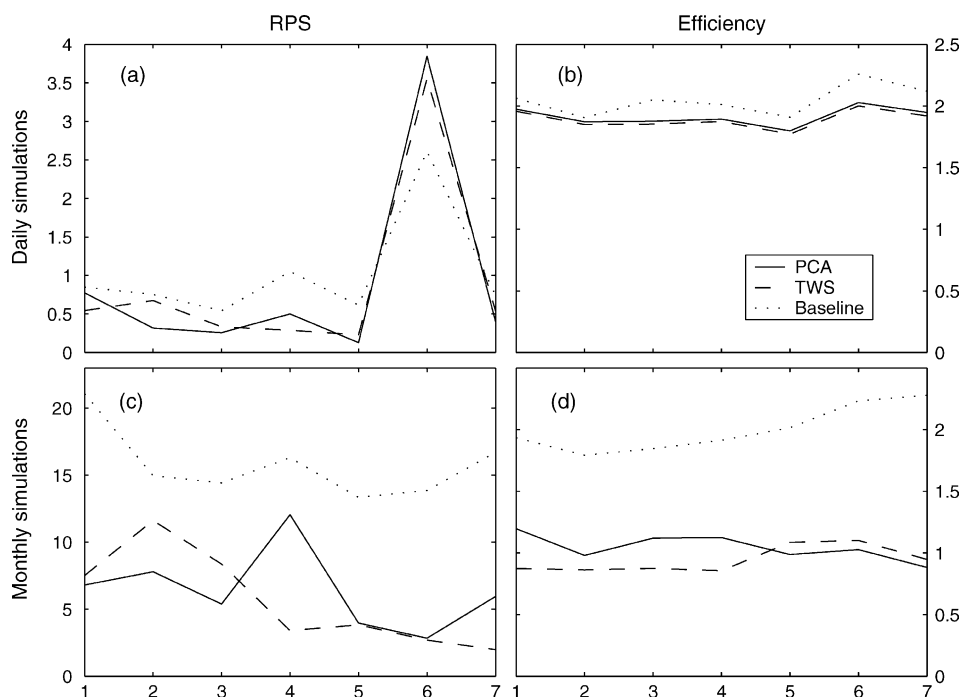 RPS
Efficiency
Daily simulations
(a)
4
3.5
3
2.5
2
1.5
1
0.5
0
(b)
2.5
2
1.5
1
0.5
0
PCA
TWS
Baseline
Monthly simulations
(c)
20
15
10
5
0
1 2 3 4 5 6 7
(d)
2
1.5
1
0.5
0
1 2 3 4 5 6 7